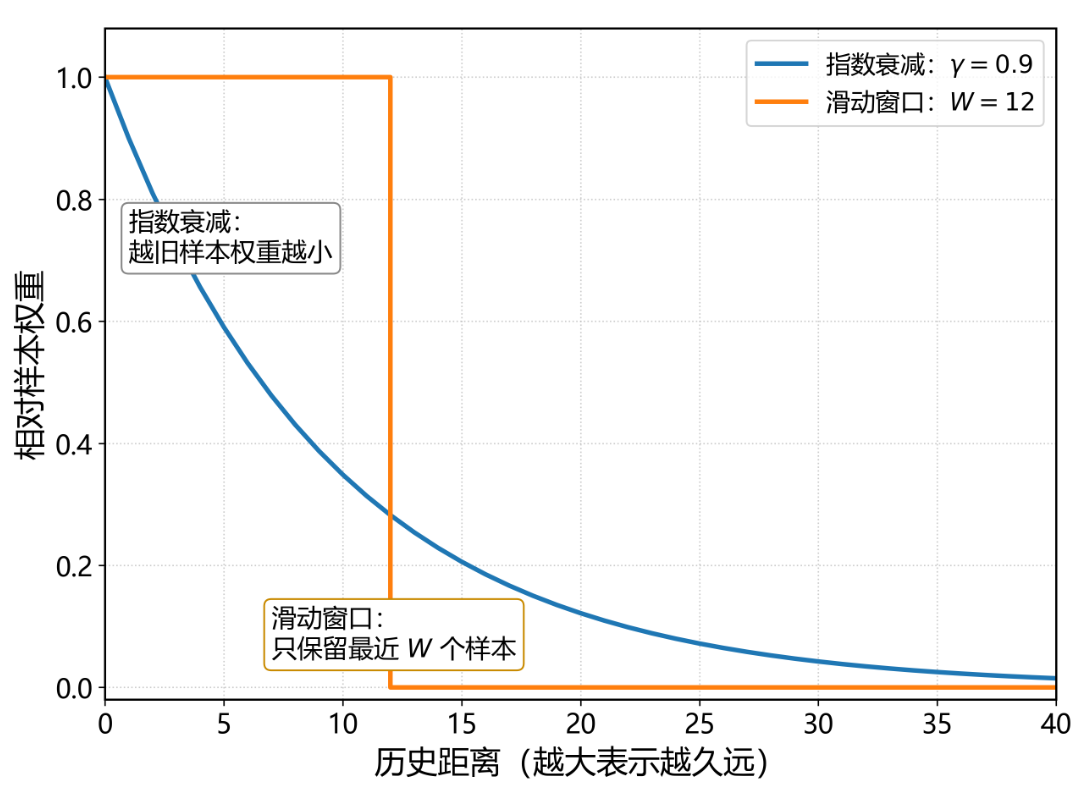 指数衰减：γ = 0.9
滑动窗口：W = 12
指数衰减：
越旧样本权重越小
滑动窗口：
只保留最近 W 个样本
相对样本权重
1.0
0.8
0.6
0.4
0.2
0.0
0 5 10 15 20 25 30 35 40
历史距离（越大表示越久远）